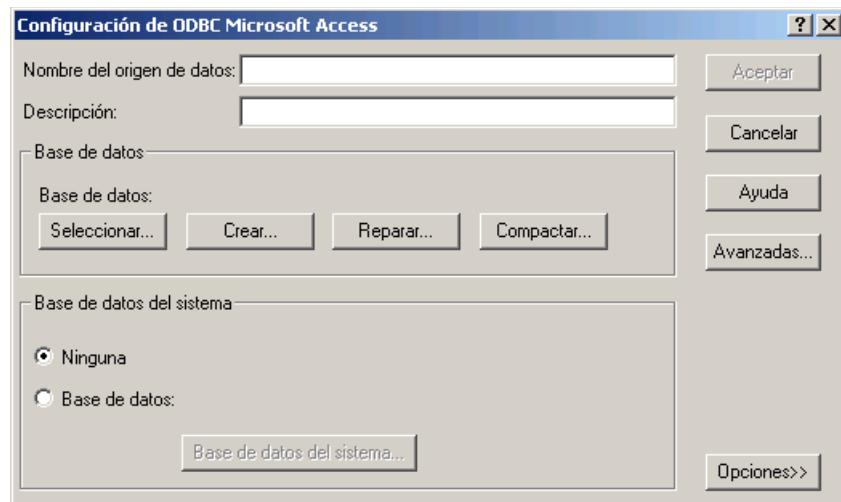 Configuración de ODBC Microsoft Access
Nombre del origen de datos:
Aceptar
Descripción:
Cancelar
Base de datos
Base de datos:
Ayuda
Seleccionar...
Crear...
Reparar...
Compactar...
Avanzadas...
Base de datos del sistema
Ninguna
Base de datos:
Base de datos del sistema...
Opciones>>